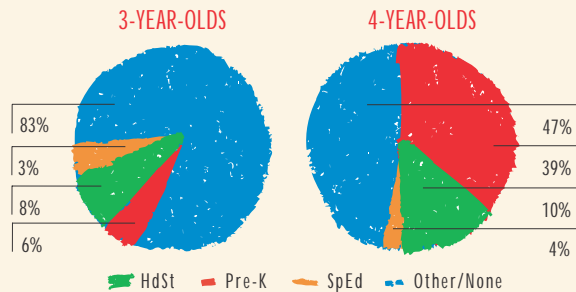 3-YEAR-OLDS
83%
3%
8%
6%
4-YEAR-OLDS
47%
39%
10%
4%
HdSt Pre-K SpEd Other/None